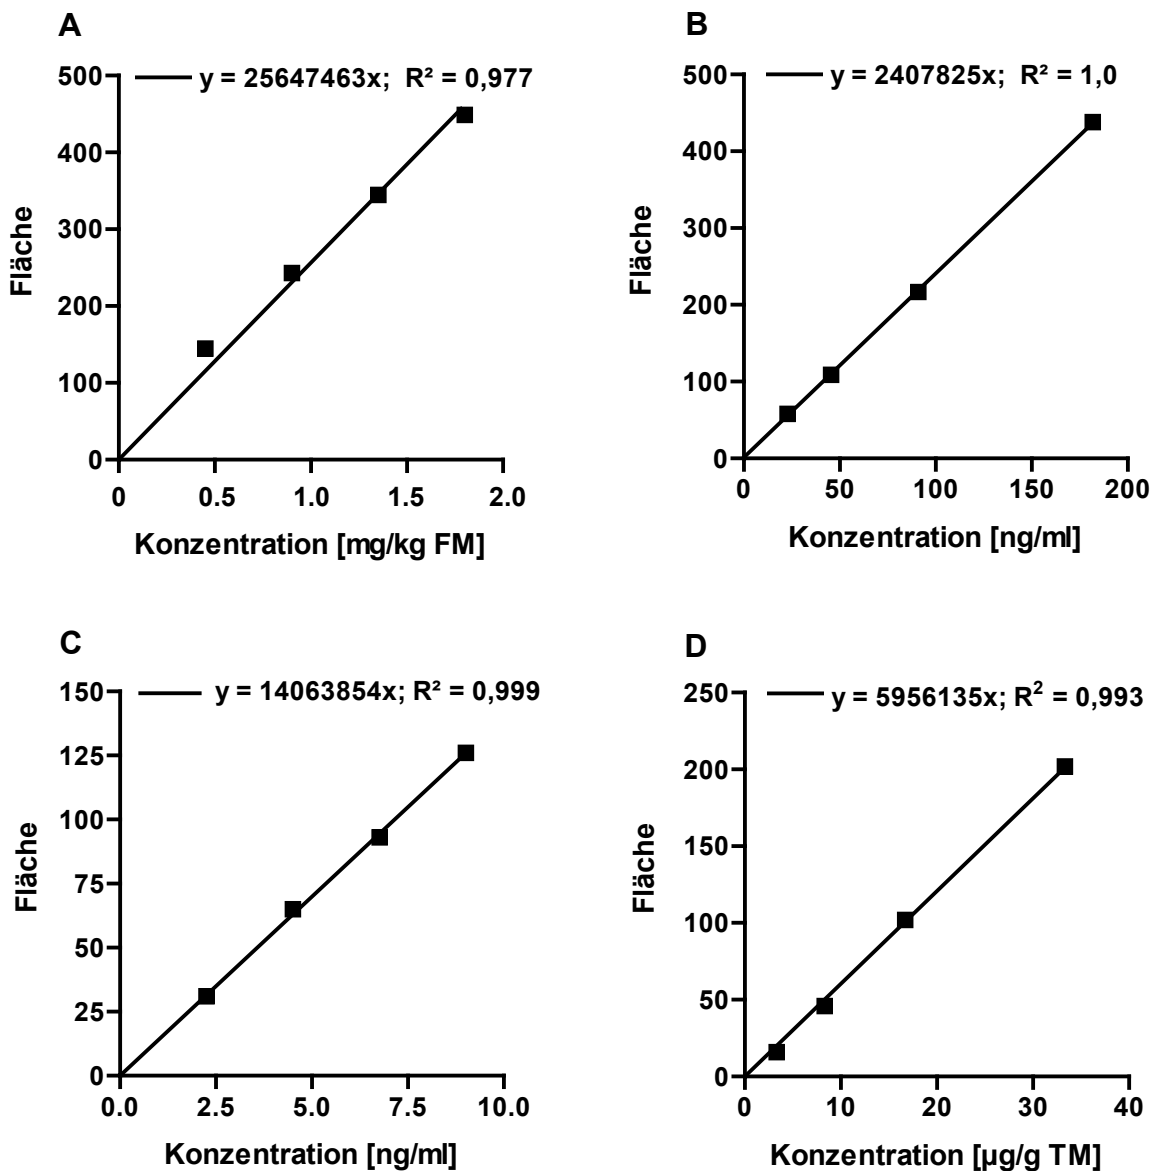 A
y = 25647463x; R² = 0,977
500
400
300
200
100
0
Fläche
0 0.5 1.0 1.5 2.0
Konzentration [mg/kg FM]
B
y = 2407825x; R² = 1,0
500
400
300
200
100
0
Fläche
0 50 100 150 200
Konzentration [ng/ml]
C
y = 14063854x; R² = 0,999
150
125
100
75
50
25
0
Fläche
0.0 2.5 5.0 7.5 10.0
Konzentration [ng/ml]
D
y = 5956135x; R² = 0,993
250
200
150
100
50
0
Fläche
0 10 20 30 40
Konzentration [µg/g TM]